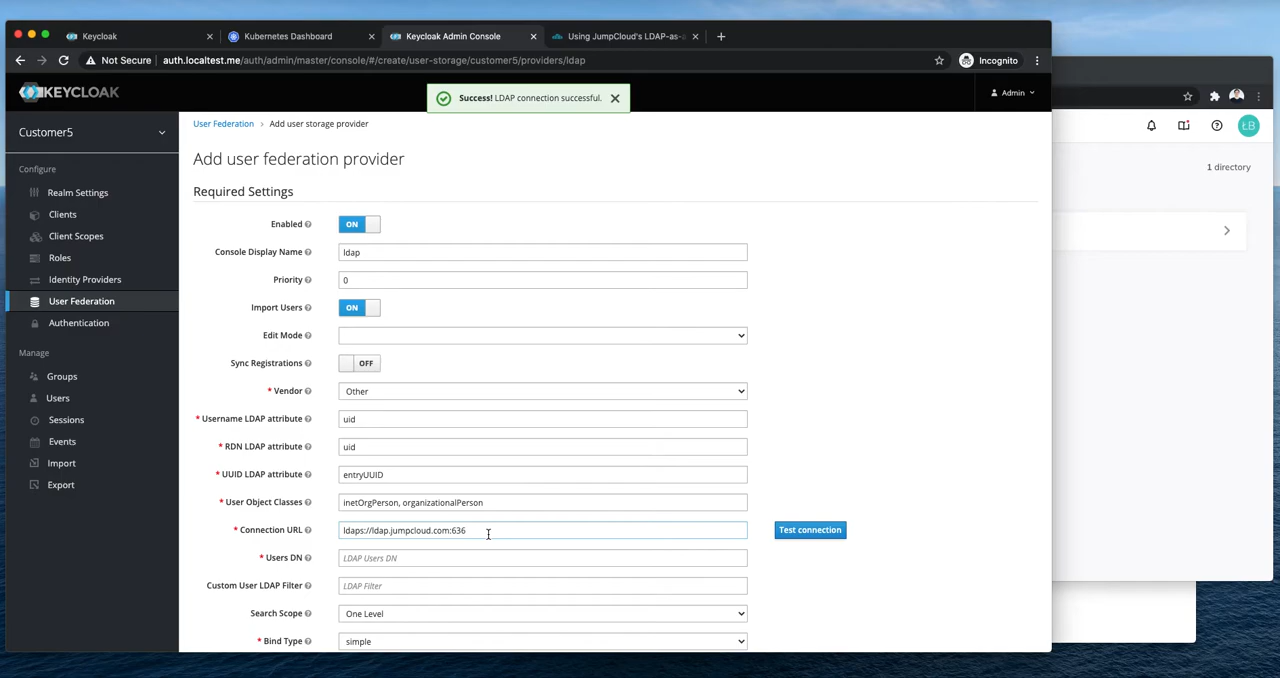 Keycloak
Kubernetes Dashboard
Keycloak Admin Console
Using JumpCloud's LDAP-as-
Not Secure
auth.localtest.me/auth/admin/master/console/#/create/user-storage/customer5/providers/ldap
Incognito
KEYCLOAK
Success! LDAP connection successful.
Admin
ŁB
Customer5
User Federation > Add user storage provider
1 directory
Configure
Realm Settings
Clients
Client Scopes
Roles
Identity Providers
User Federation
Authentication
Manage
Groups
Users
Sessions
Events
Import
Export
Add user federation provider
Required Settings
Enabled ON
Console Display Name ldap
Priority 0
Import Users ON
Edit Mode
Sync Registrations OFF
* Vendor Other
* Username LDAP attribute uid
* RDN LDAP attribute uid
* UUID LDAP attribute entryUUID
* User Object Classes inetOrgPerson, organizationalPerson
* Connection URL ldaps://ldap.jumpcloud.com:636 Test connection
* Users DN LDAP Users DN
Custom User LDAP Filter LDAP Filter
Search Scope One Level
* Bind Type simple